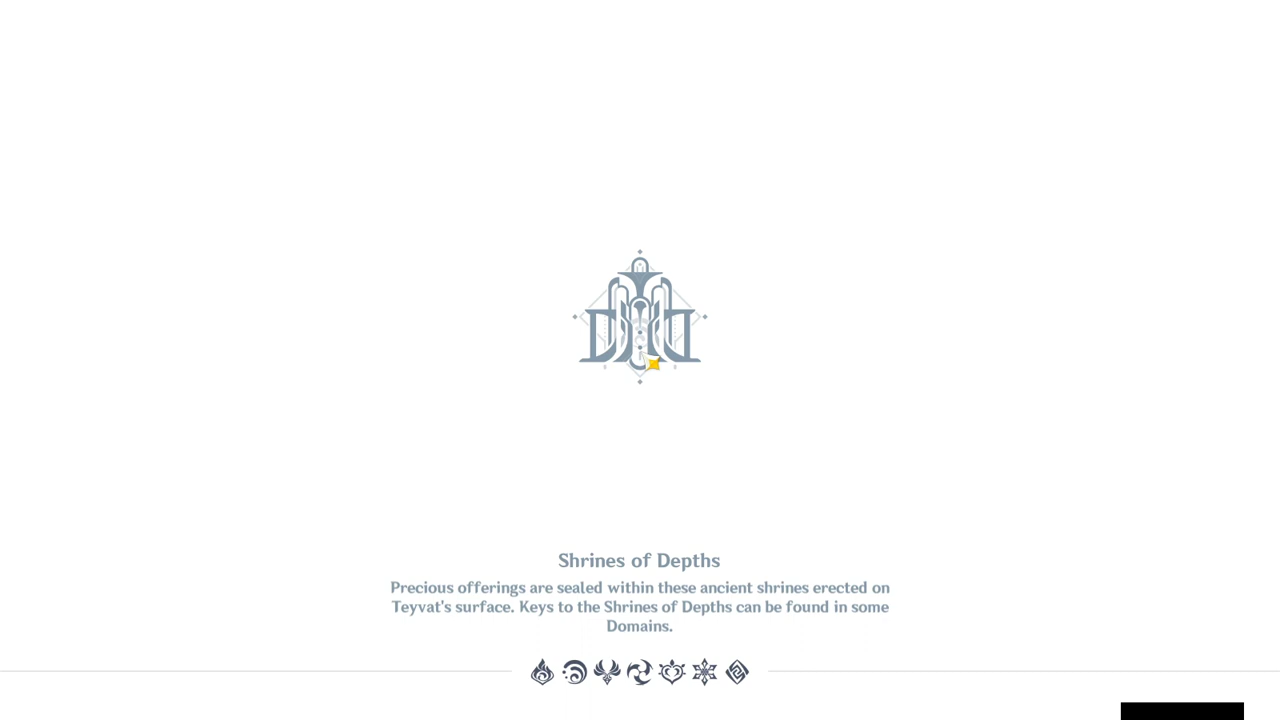 Shrines of Depths
Precious offerings are sealed within these ancient shrines erected on
Teyvat's surface. Keys to the Shrines of Depths can be found in some
Domains.